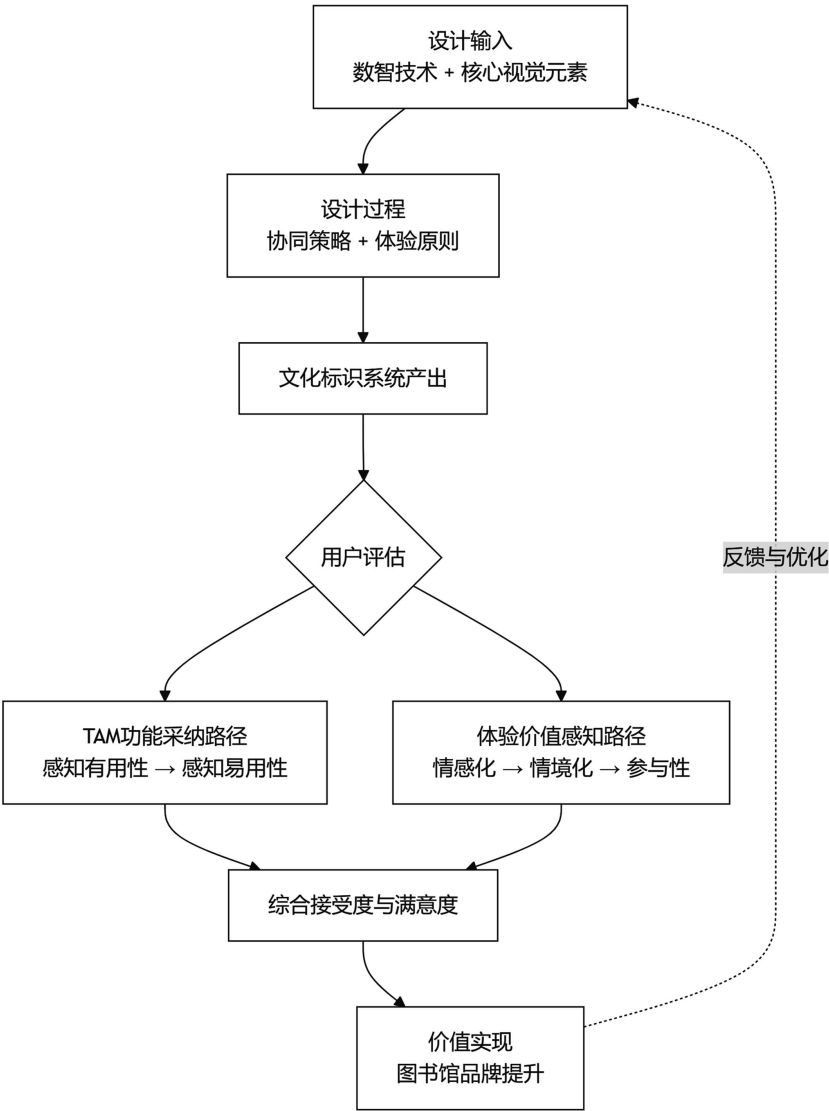 设计输入
数智技术 + 核心视觉元素
设计过程
协同策略 + 体验原则
文化标识系统产出
用户评估
反馈与优化
TAM功能采纳路径
感知有用性 → 感知易用性
体验价值感知路径
情感化 → 情境化 → 参与性
综合接受度与满意度
价值实现
图书馆品牌提升